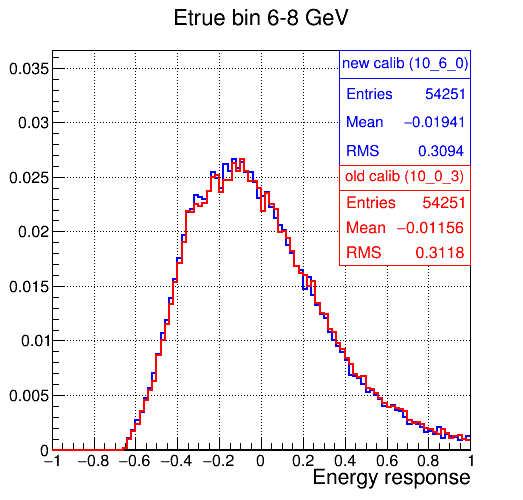 Etrue bin 6-8 GeV
new calib (10_6_0)
Entries 54251
Mean −0.01941
RMS 0.3094
old calib (10_0_3)
Entries 54251
Mean −0.01156
RMS 0.3118
0.035
0.03
0.025
0.02
0.015
0.01
0.005
0
−1 −0.8 −0.6 −0.4 −0.2 0 0.2 0.4 0.6 0.8 1
Energy response